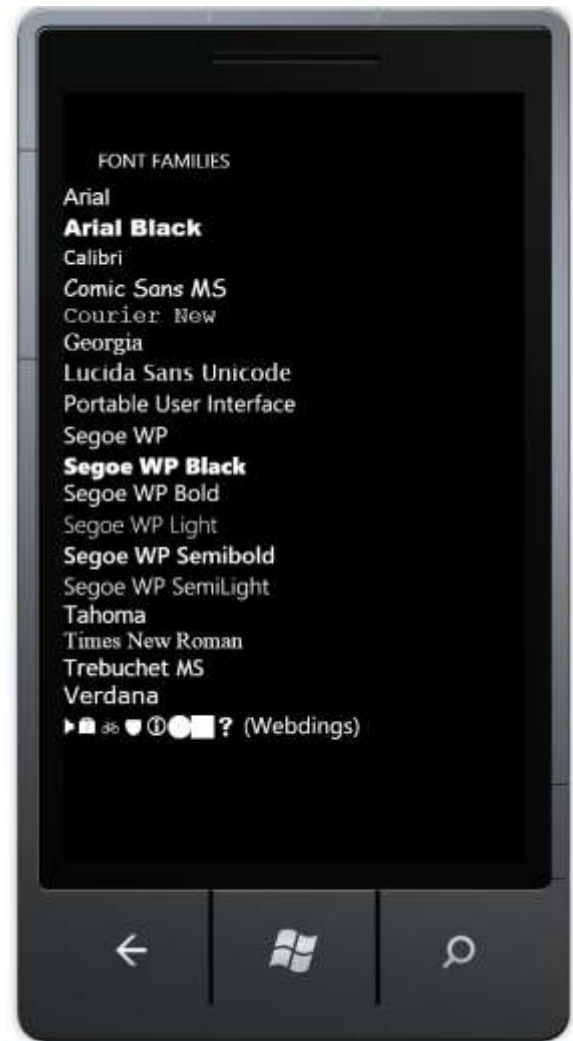 FONT FAMILIES
Arial
Arial Black
Calibri
Comic Sans MS
Courier New
Georgia
Lucida Sans Unicode
Portable User Interface
Segoe WP
Segoe WP Black
Segoe WP Bold
Segoe WP Light
Segoe WP Semibold
Segoe WP SemiLight
Tahoma
Times New Roman
Trebuchet MS
Verdana
(Webdings)